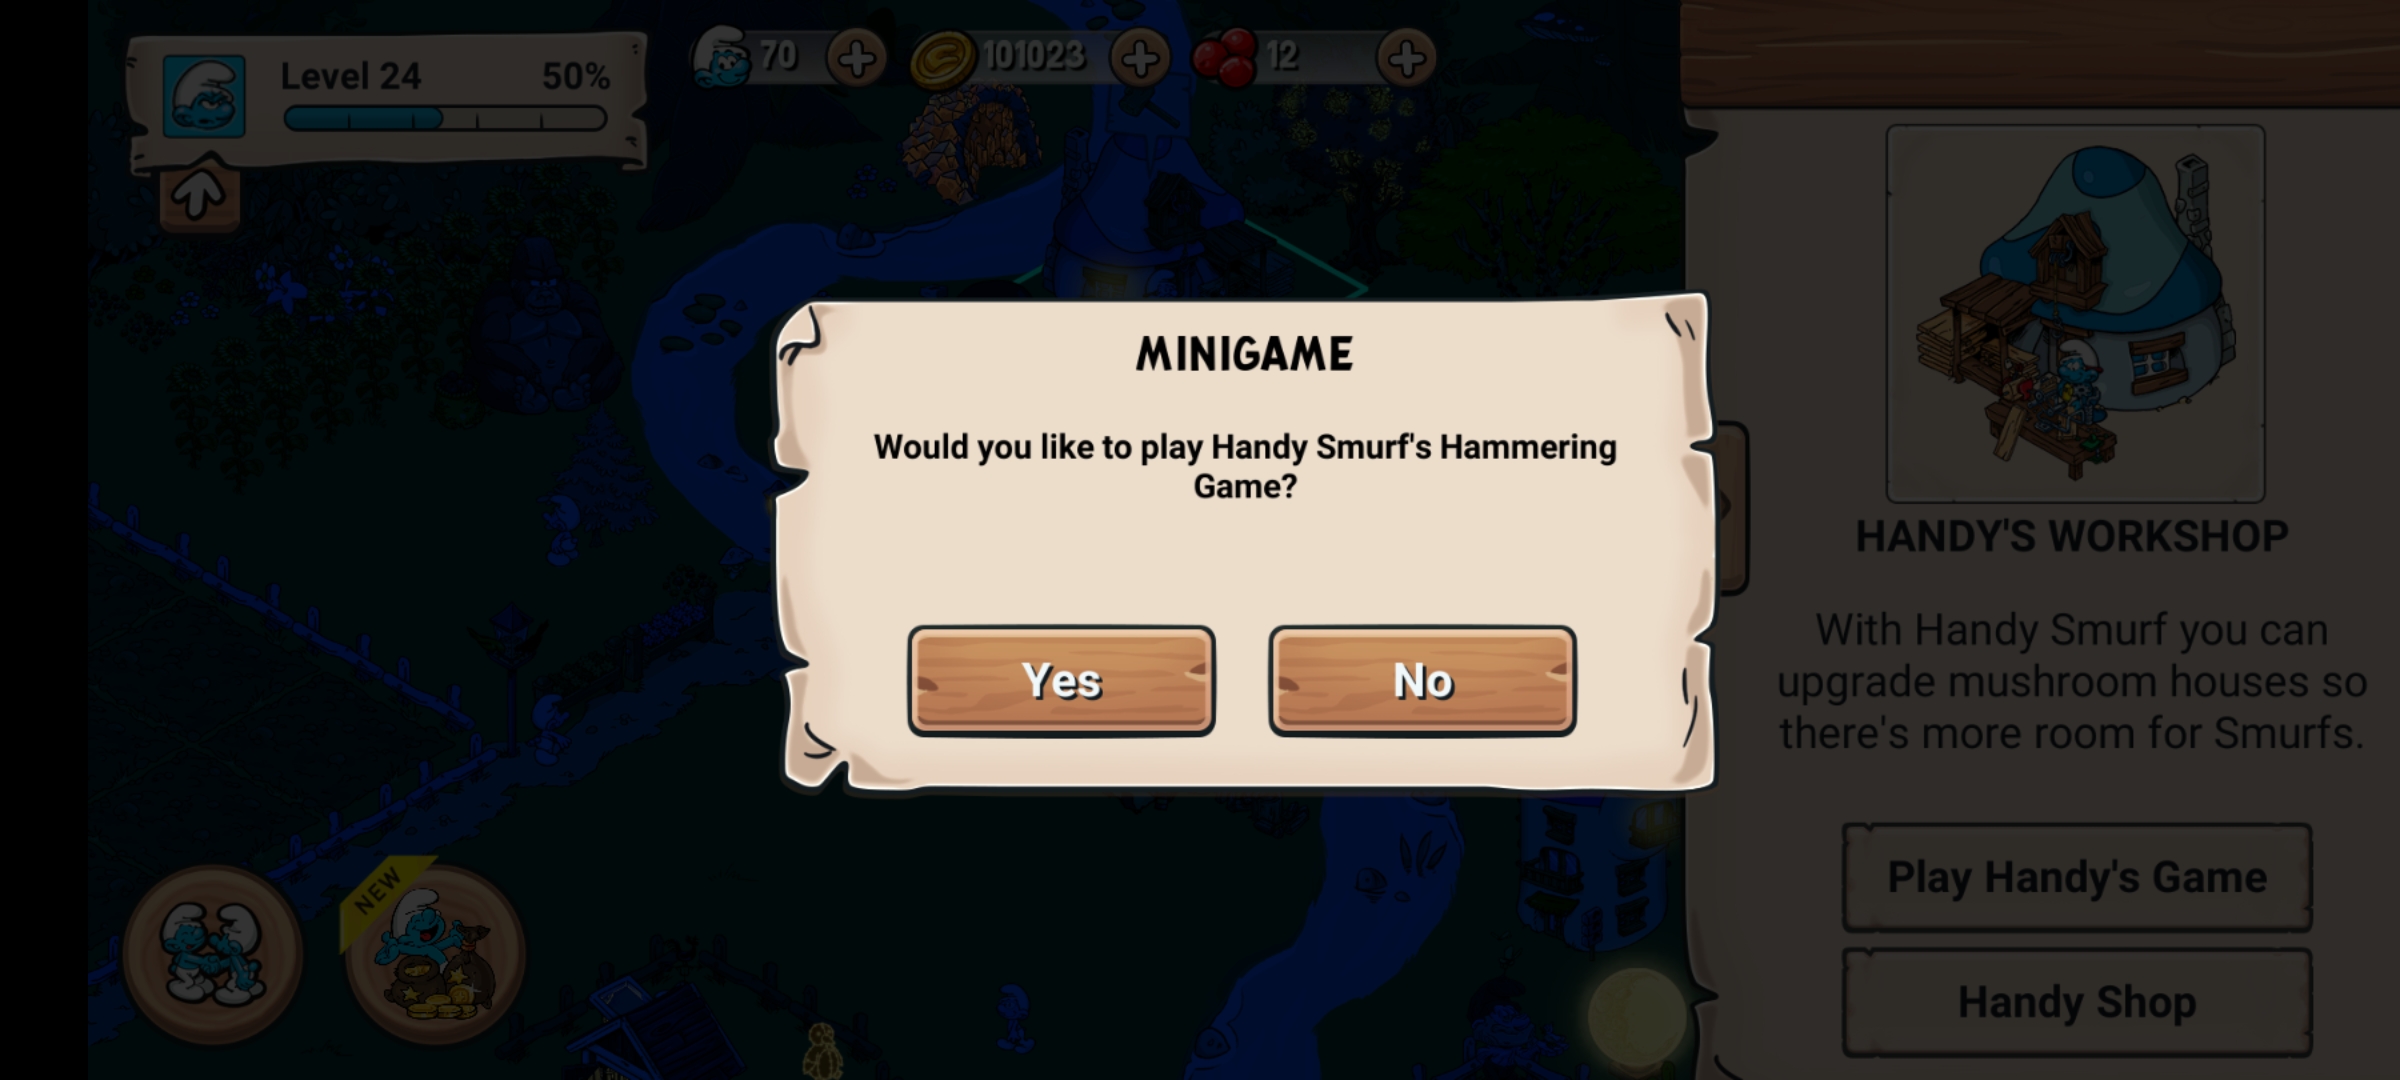 Level 24
50%
70
101023
12
MINIGAME
Would you like to play Handy Smurf's Hammering
Game?
Yes
No
HANDY'S WORKSHOP
With Handy Smurf you can
upgrade mushroom houses so
there's more room for Smurfs.
Play Handy's Game
Handy Shop
NEW